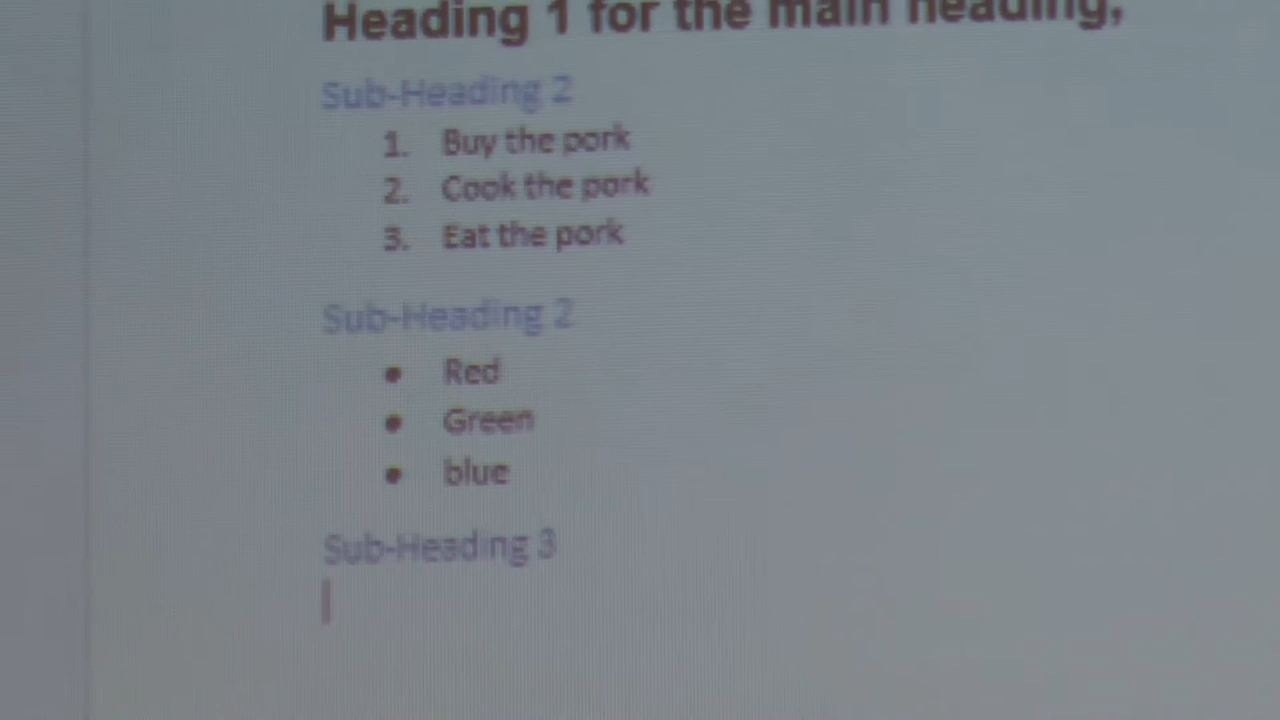 Heading 1 for the main heading,
Sub-Heading 2
1. Buy the pork
2. Cook the pork
3. Eat the pork
Sub-Heading 2
• Red
• Green
• blue
Sub-Heading 3